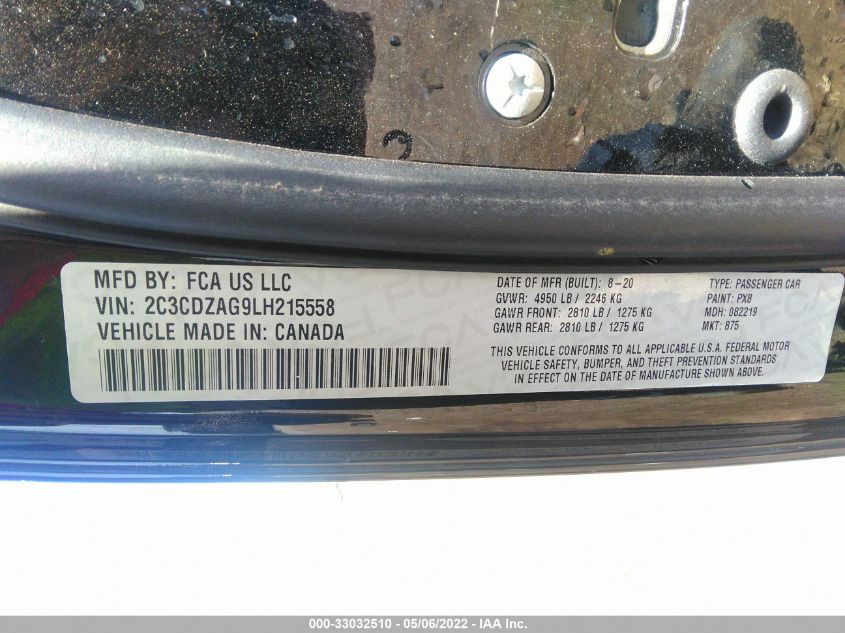 MFD BY: FCA US LLC
VIN: 2C3CDZAG9LH215558
VEHICLE MADE IN: CANADA
DATE OF MFR (BUILT): 8-20
GVWR: 4950 LB / 2246 KG
GAWR FRONT: 2810 LB / 1275 KG
GAWR REAR: 2810 LB / 1275 KG
TYPE: PASSENGER CAR
PAINT: PX8
MDH: 082219
MKT: 875
THIS VEHICLE CONFORMS TO ALL APPLICABLE U.S.A. FEDERAL MOTOR
VEHICLE SAFETY, BUMPER, AND THEFT PREVENTION STANDARDS
IN EFFECT ON THE DATE OF MANUFACTURE SHOWN ABOVE.
000-33032510 - 05/06/2022 - IAA Inc.